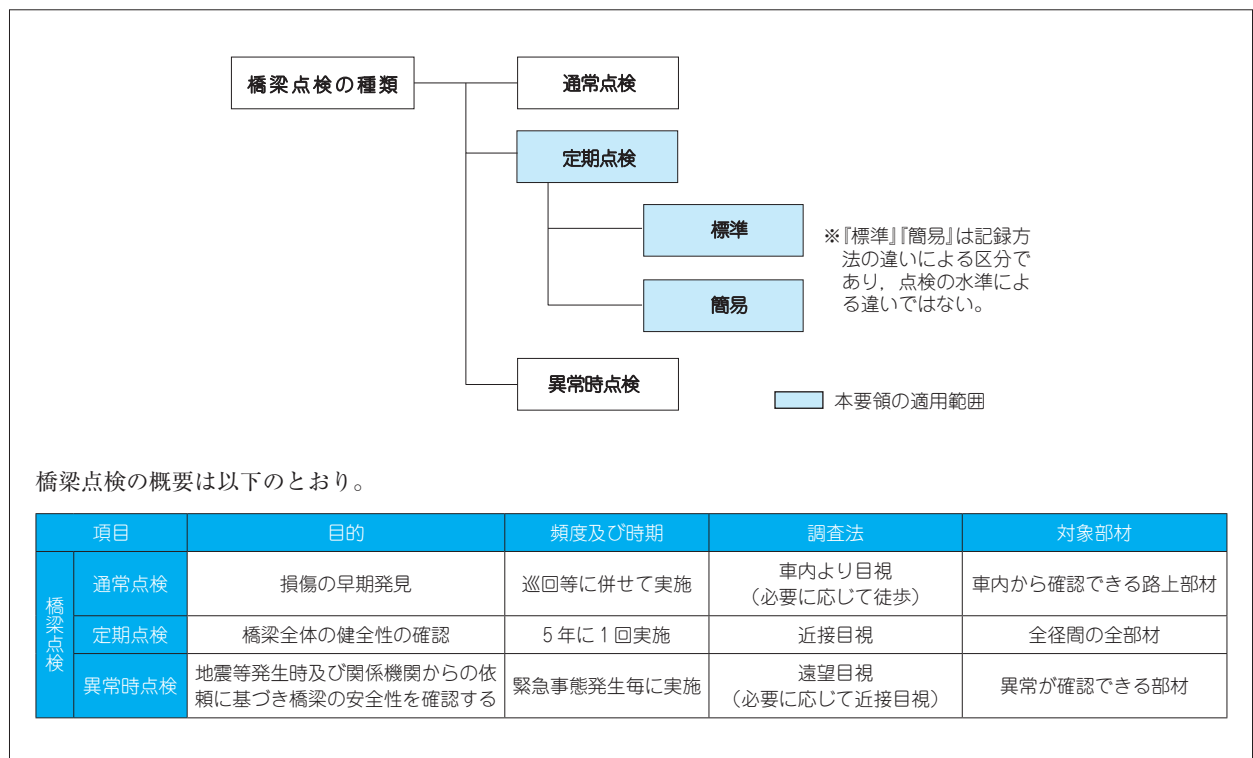 橋梁点検の種類
通常点検
定期点検
標準
※『標準』『簡易』は記録方
法の違いによる区分で
あり，点検の水準によ
る違いではない。
簡易
異常時点検
本要領の適用範囲
橋梁点検の概要は以下のとおり。
項目 目的 頻度及び時期 調査法 対象部材
橋梁点検
通常点検 損傷の早期発見 巡回等に併せて実施 車内より目視
（必要に応じて徒歩） 車内から確認できる路上部材
定期点検 橋梁全体の健全性の確認 5年に1回実施 近接目視 全径間の全部材
異常時点検 地震等発生時及び関係機関からの依
頼に基づき橋梁の安全性を確認する 緊急事態発生毎に実施 遠望目視
（必要に応じて近接目視） 異常が確認できる部材